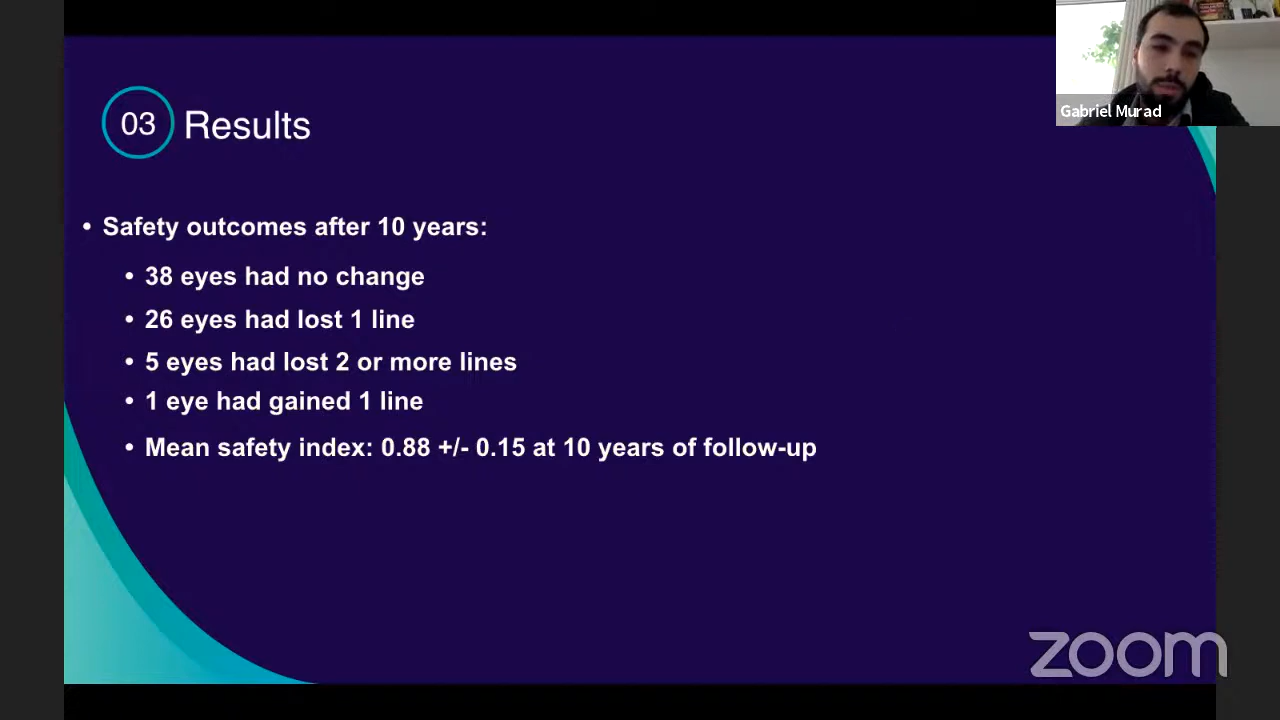 03 Results
• Safety outcomes after 10 years:
• 38 eyes had no change
• 26 eyes had lost 1 line
• 5 eyes had lost 2 or more lines
• 1 eye had gained 1 line
• Mean safety index: 0.88 +/- 0.15 at 10 years of follow-up
Gabriel Murad
zoom